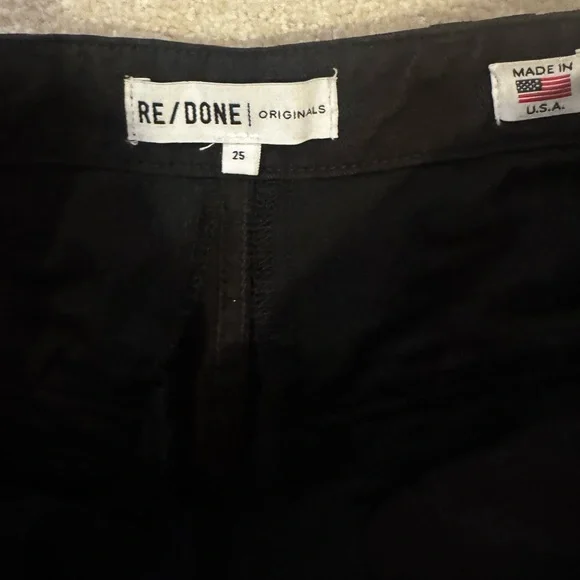 RE/DONE| ORIGINALS
25
MADE IN
U.S.A.